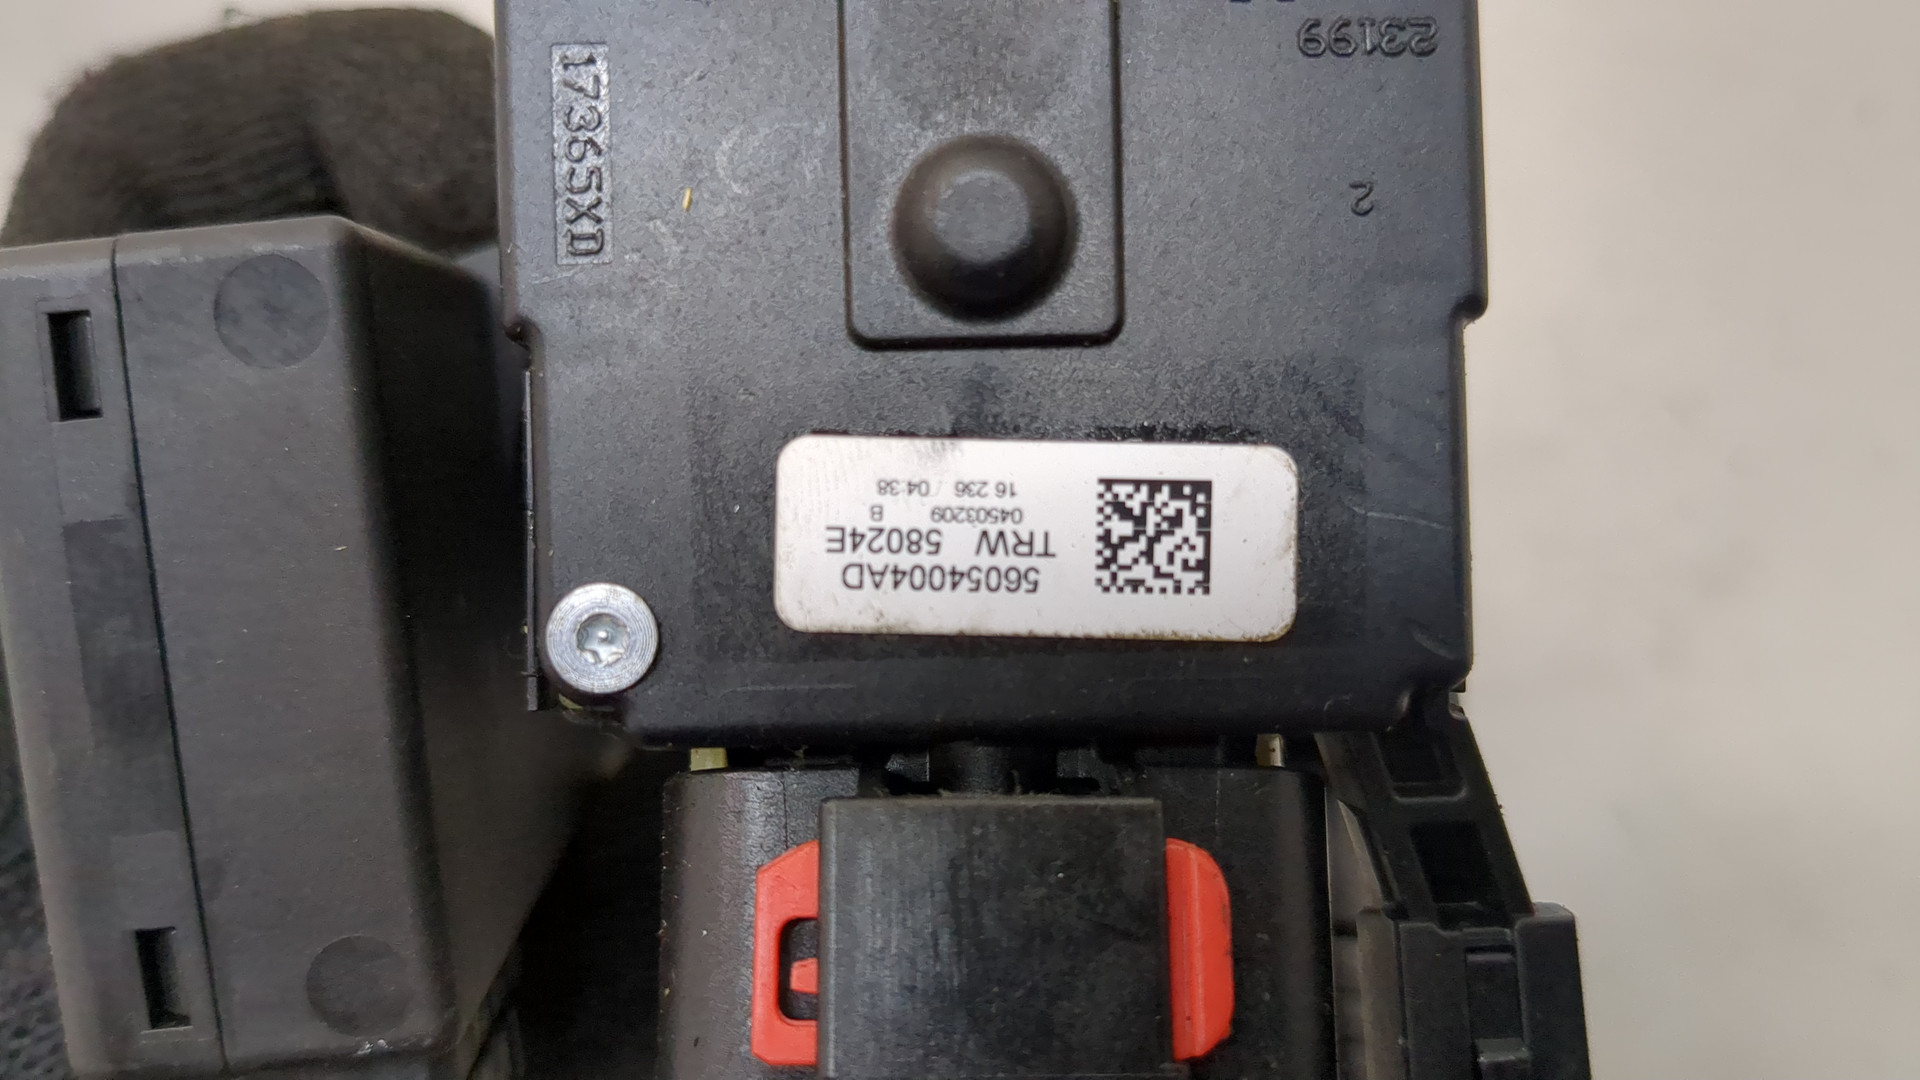 17365XD
23199
2
56054004AD
TRW 58024E
04503209 B
16 236 / 04:38